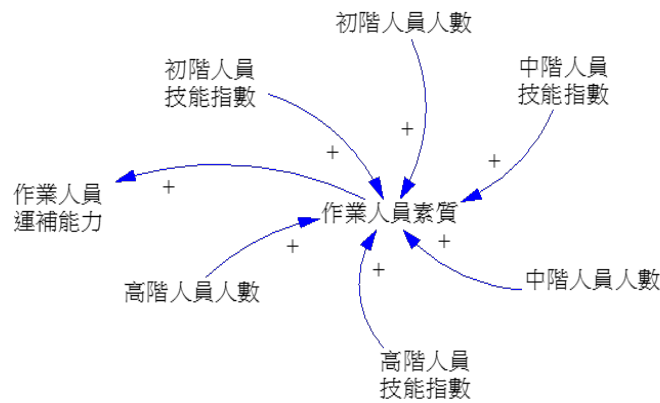 初階人員人數
初階人員
技能指數
中階人員
技能指數
+
+
+
作業人員
運補能力
+
作業人員素質
+
+
+
高階人員人數
中階人員人數
高階人員
技能指數